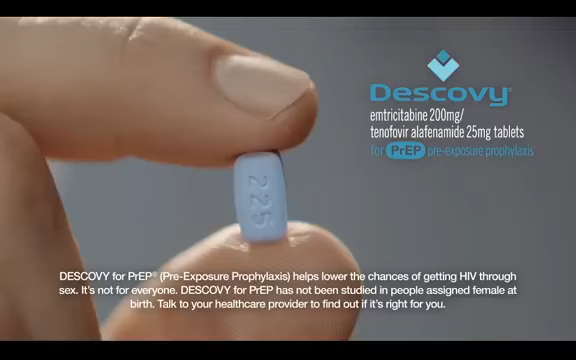 DESCOVY®
emtricitabine 200mg/
tenofovir alafenamide 25mg tablets
for PrEP pre-exposure prophylaxis
225
DESCOVY for PrEP® (Pre-Exposure Prophylaxis) helps lower the chances of getting HIV through
sex. It's not for everyone. DESCOVY for PrEP has not been studied in people assigned female at
birth. Talk to your healthcare provider to find out if it's right for you.